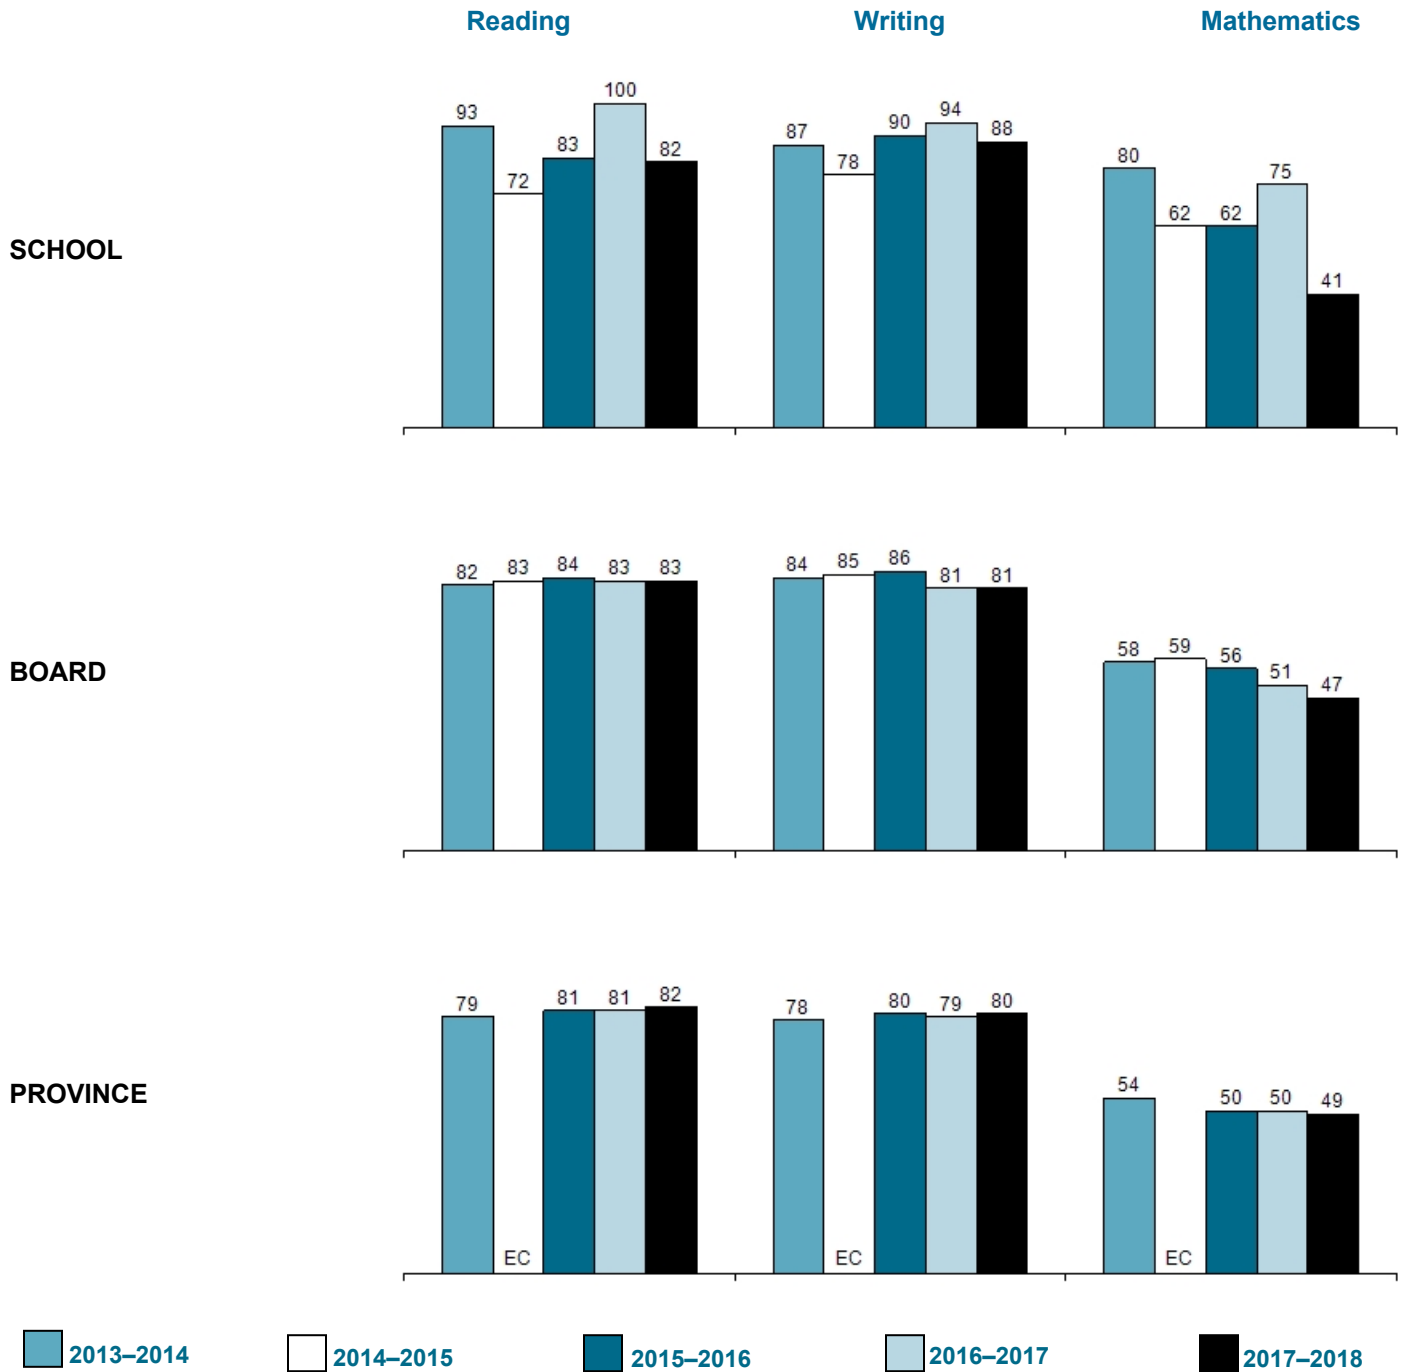 Reading Writing Mathematics
93 72 83 100 82 87 78 90 94 88 80 62 62 75 41
SCHOOL
82 83 84 83 83 84 85 86 81 81 58 59 56 51 47
BOARD
79 EC 81 81 82 78 EC 80 79 80 54 EC 50 50 49
PROVINCE
2013–2014 2014–2015 2015–2016 2016–2017 2017–2018